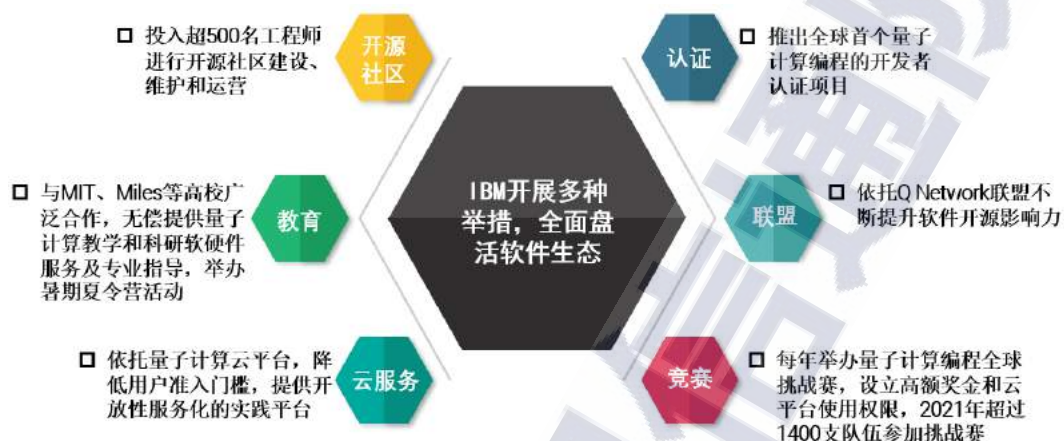 投入超500名工程师
进行开源社区建设、
维护和运营
开源
社区
认证
推出全球首个量子
计算编程的开发者
认证项目
IBM开展多种
举措，全面盘
活软件生态
与MIT、Miles等高校广
泛合作，无偿提供量子
计算教学和科研软硬件
服务及专业指导，举办
暑期夏令营活动
教育
联盟
依托Q Network联盟不
断提升软件开源影响力
依托量子计算云平台，降
低用户准入门槛，提供开
放性服务化的实践平台
云服务
竞赛
每年举办量子计算编程全球
挑战赛，设立高额奖金和云
平台使用权限，2021年超过
1400支队伍参加挑战赛